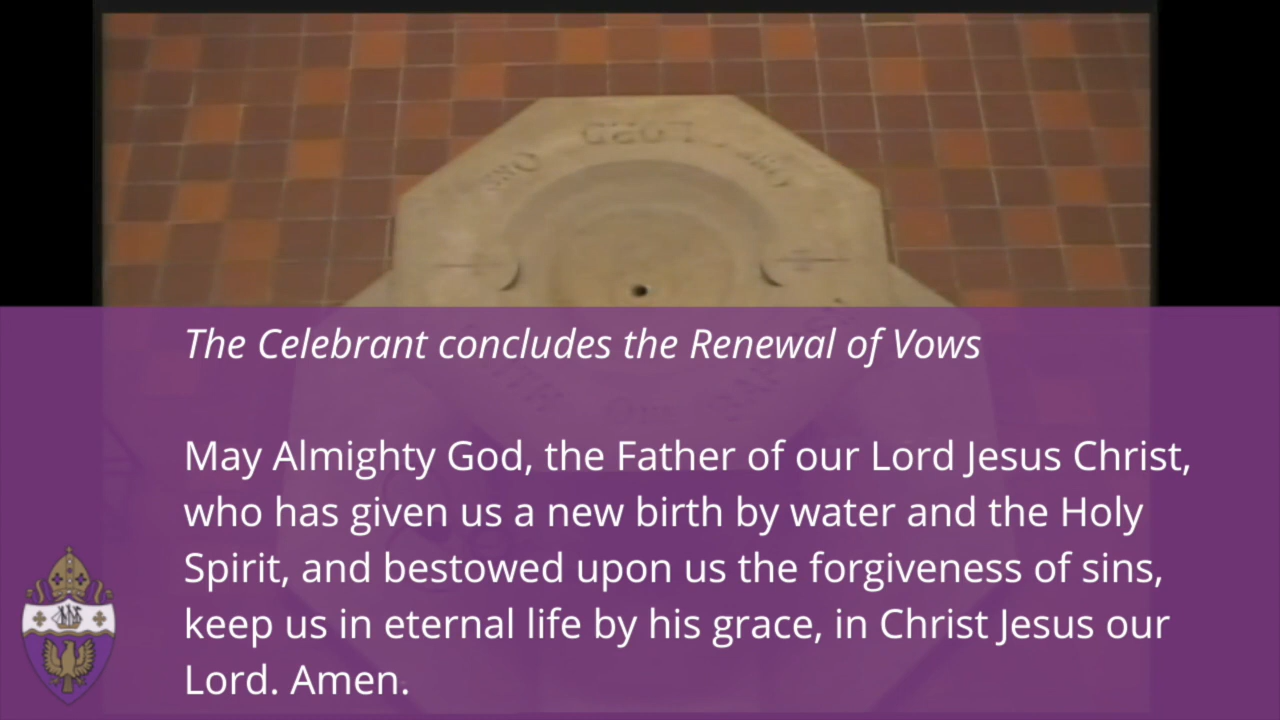 LORD
One
The Celebrant concludes the Renewal of Vows
May Almighty God, the Father of our Lord Jesus Christ,
who has given us a new birth by water and the Holy
Spirit, and bestowed upon us the forgiveness of sins,
keep us in eternal life by his grace, in Christ Jesus our
Lord. Amen.